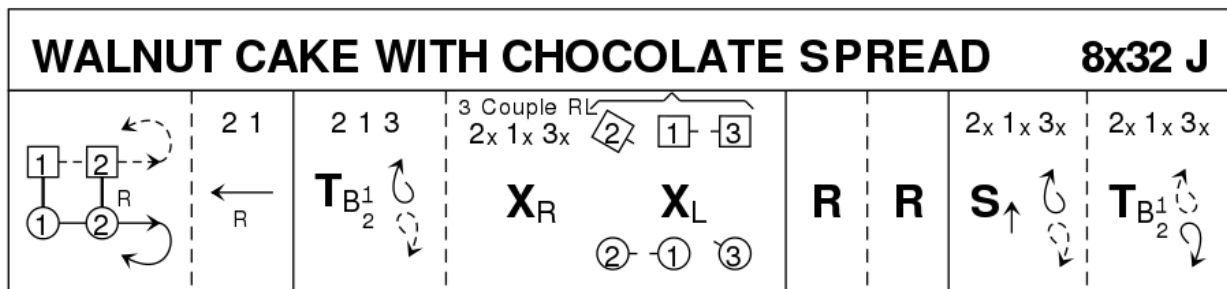 WALNUT CAKE WITH CHOCOLATE SPREAD 8x32 J
1 2
R
1 2
2 1
R
2 1 3
T B 1 2
3 Couple RL
2x 1x 3x
2 1 3
X R X L
2 1 3
R
R
2x 1x 3x
S
2x 1x 3x
T B 1 2